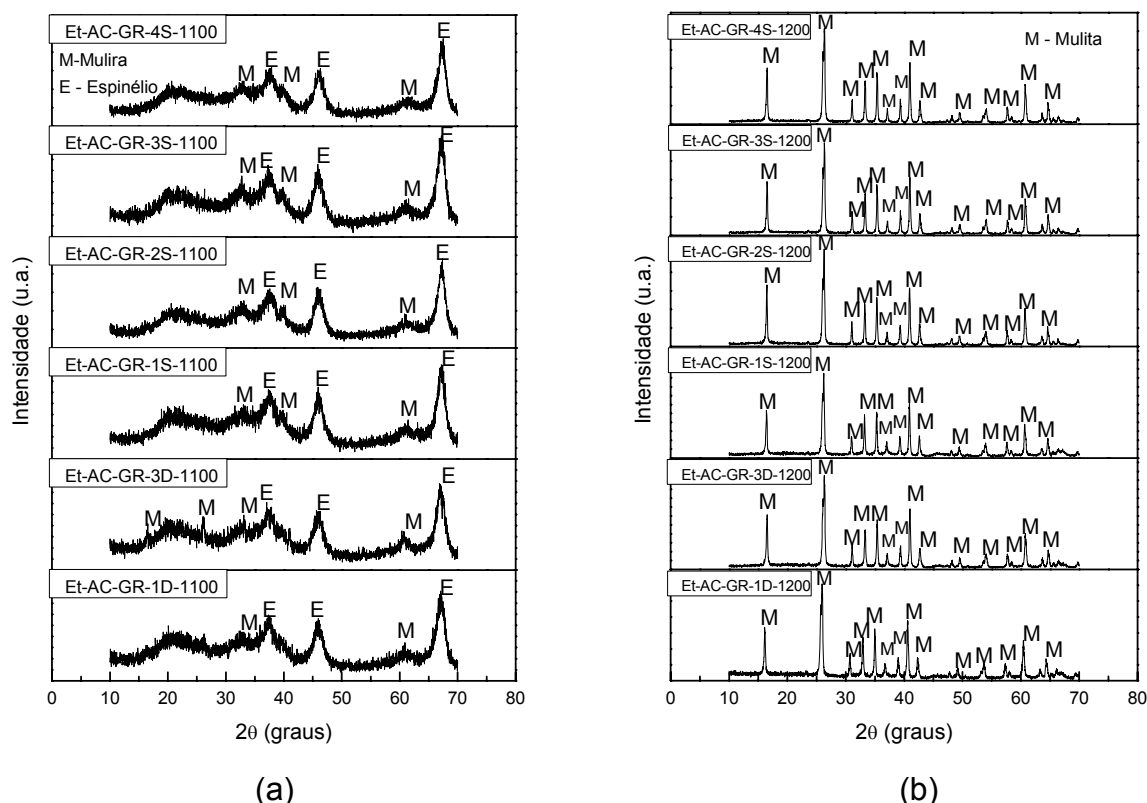 Et-AC-GR-4S-1100
M-Mulira
E - Espinélio
M E M E M E
Et-AC-GR-3S-1100
M E M E M E
Et-AC-GR-2S-1100
M E M E M E
Et-AC-GR-1S-1100
M E M E M E
Et-AC-GR-3D-1100
M M M E E M E
Et-AC-GR-1D-1100
M E E M E
0 10 20 30 40 50 60 70 80
2θ (graus)
Intensidade (u.a.)
(a)
Et-AC-GR-4S-1200
M - Mulita
M M M M M M M M M M M M M M
Et-AC-GR-3S-1200
M M M M M M M M M M M M M M
Et-AC-GR-2S-1200
M M M M M M M M M M M M M M
Et-AC-GR-1S-1200
M M M M M M M M M M M M M M
Et-AC-GR-3D-1200
M M M M M M M M M M M M M M
Et-AC-GR-1D-1200
M M M M M M M M M M M M M M
0 10 20 30 40 50 60 70 80
2θ (graus)
Intensidade (u.a.)
(b)